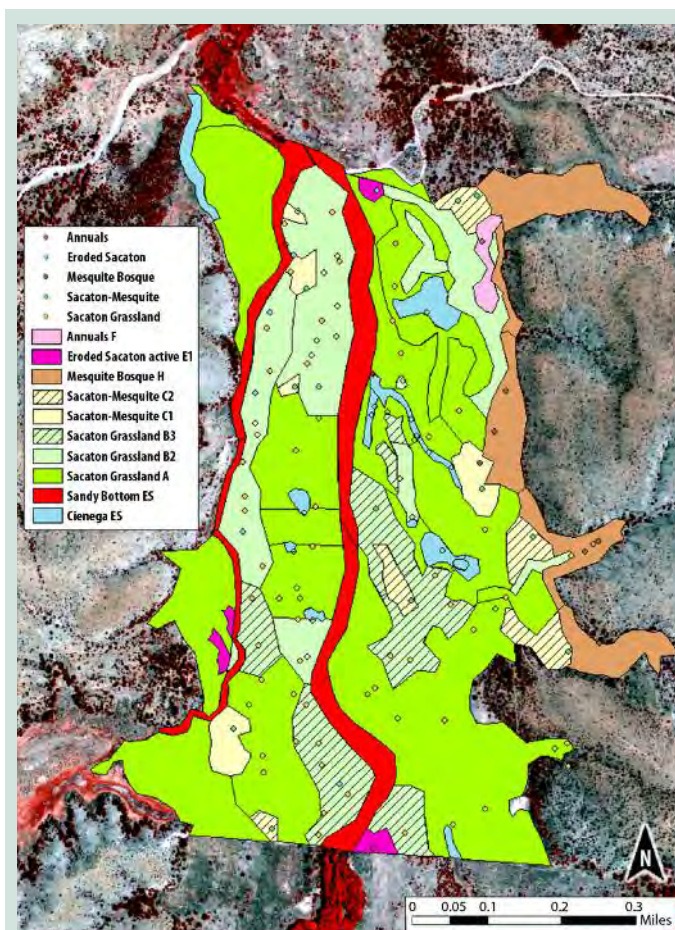 Annuals
Eroded Sacaton
Mesquite Bosque
Sacaton-Mesquite
Sacaton Grassland
Annuals F
Eroded Sacaton active E1
Mesquite Bosque H
Sacaton-Mesquite C2
Sacaton-Mesquite C1
Sacaton Grassland B3
Sacaton Grassland B2
Sacaton Grassland A
Sandy Bottom ES
Cienega ES
N
0 0.05 0.1 0.2 0.3
Miles